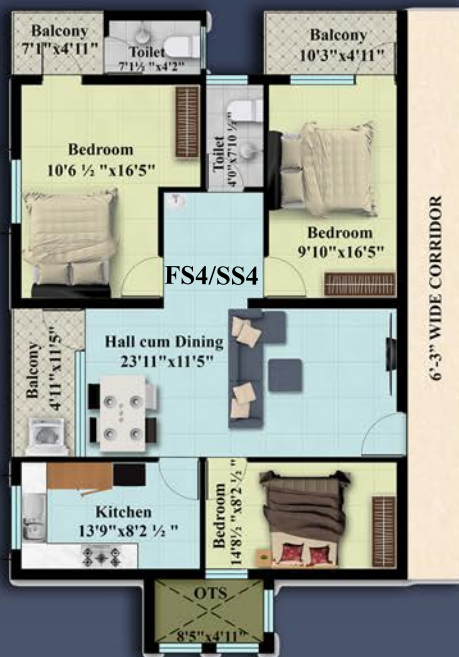 Balcony
7'1"x4'11"
Toilet
7'1½ "x4'2"
Balcony
10'3"x4'11"
Bedroom
10'6 ½ "x16'5"
Toilet
4'0"x7'10 ½"
Bedroom
9'10"x16'5"
FS4/SS4
6'-3" WIDE CORRIDOR
Balcony
4'11"x11'5"
Hall cum Dining
23'11"x11'5"
Kitchen
13'9"x8'2 ½ "
Bedroom
14'8½ "x8'2 ½ "
OTS
8'5"x4'11"